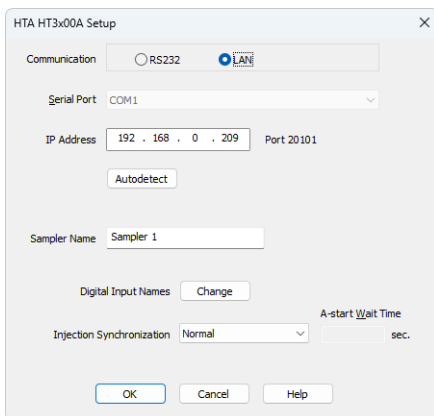 HTA HT3x00A Setup
Communication RS232 LAN
Serial Port COM1
IP Address 192 . 168 . 0 . 209 Port 20101
Autodetect
Sampler Name Sampler 1
Digital Input Names Change
A-start Wait Time
Injection Synchronization Normal sec.
OK Cancel Help